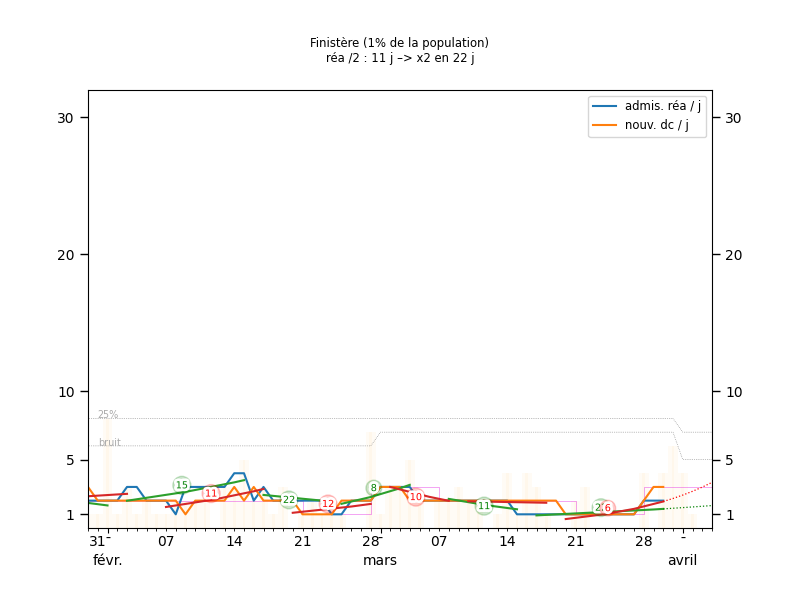 Finistère (1% de la population)
réa /2 : 11 j –> x2 en 22 j
admis. réa / j
nouv. dc / j
30 30
20 20
10 10
25%
bruit
5 5
15 11 22 12 8 10 11 6
1 1
31 07 14 21 28 07 14 21 28
févr. mars avril